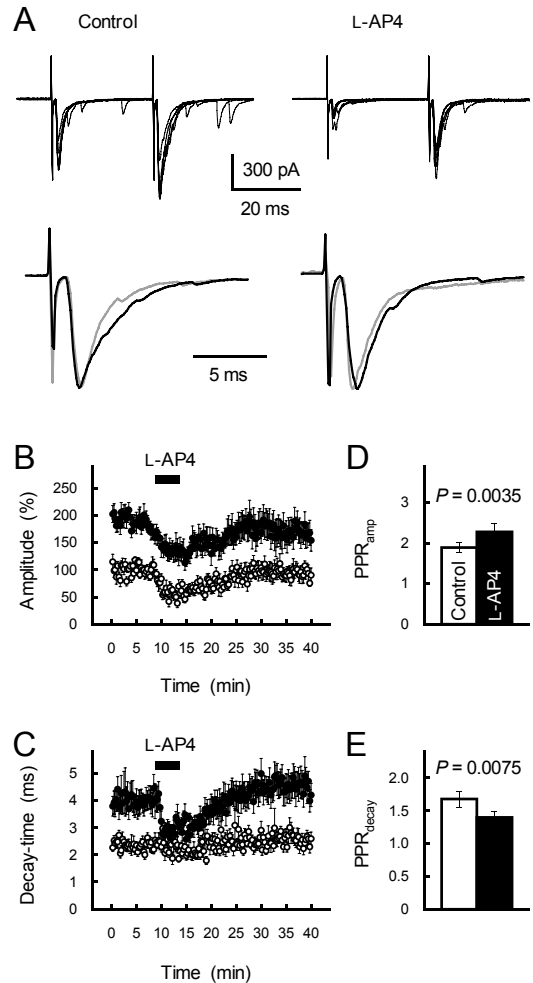 A
Control
L-AP4
300 pA
20 ms
5 ms
B
L-AP4
250
200
150
100
50
0
Amplitude (%)
0 5 10 15 20 25 30 35 40
Time (min)
D
P = 0.0035
3
2
1
0
PPRamp
Control
L-AP4
C
L-AP4
5
4
3
2
1
0
Decay-time (ms)
0 5 10 15 20 25 30 35 40
Time (min)
E
P = 0.0075
2.0
1.5
1.0
0.5
0
PPRdecay